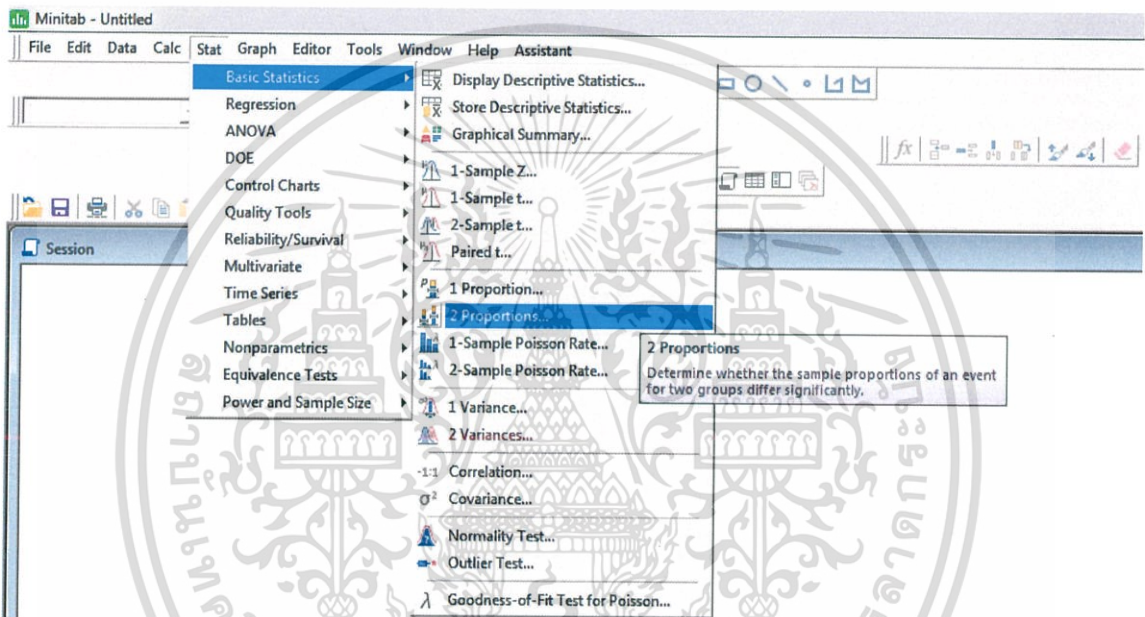 Minitab - Untitled
File Edit Data Calc Stat Graph Editor Tools Window Help Assistant
Basic Statistics
Regression
ANOVA
DOE
Control Charts
Quality Tools
Reliability/Survival
Multivariate
Time Series
Tables
Nonparametrics
Equivalence Tests
Power and Sample Size
Display Descriptive Statistics...
Store Descriptive Statistics...
Graphical Summary...
1-Sample Z...
1-Sample t...
2-Sample t...
Paired t...
1 Proportion...
2 Proportions...
1-Sample Poisson Rate...
2-Sample Poisson Rate...
1 Variance...
2 Variances...
Correlation...
Covariance...
Normality Test...
Outlier Test...
Goodness-of-Fit Test for Poisson...
2 Proportions
Determine whether the sample proportions of an event
for two groups differ significantly.
Session